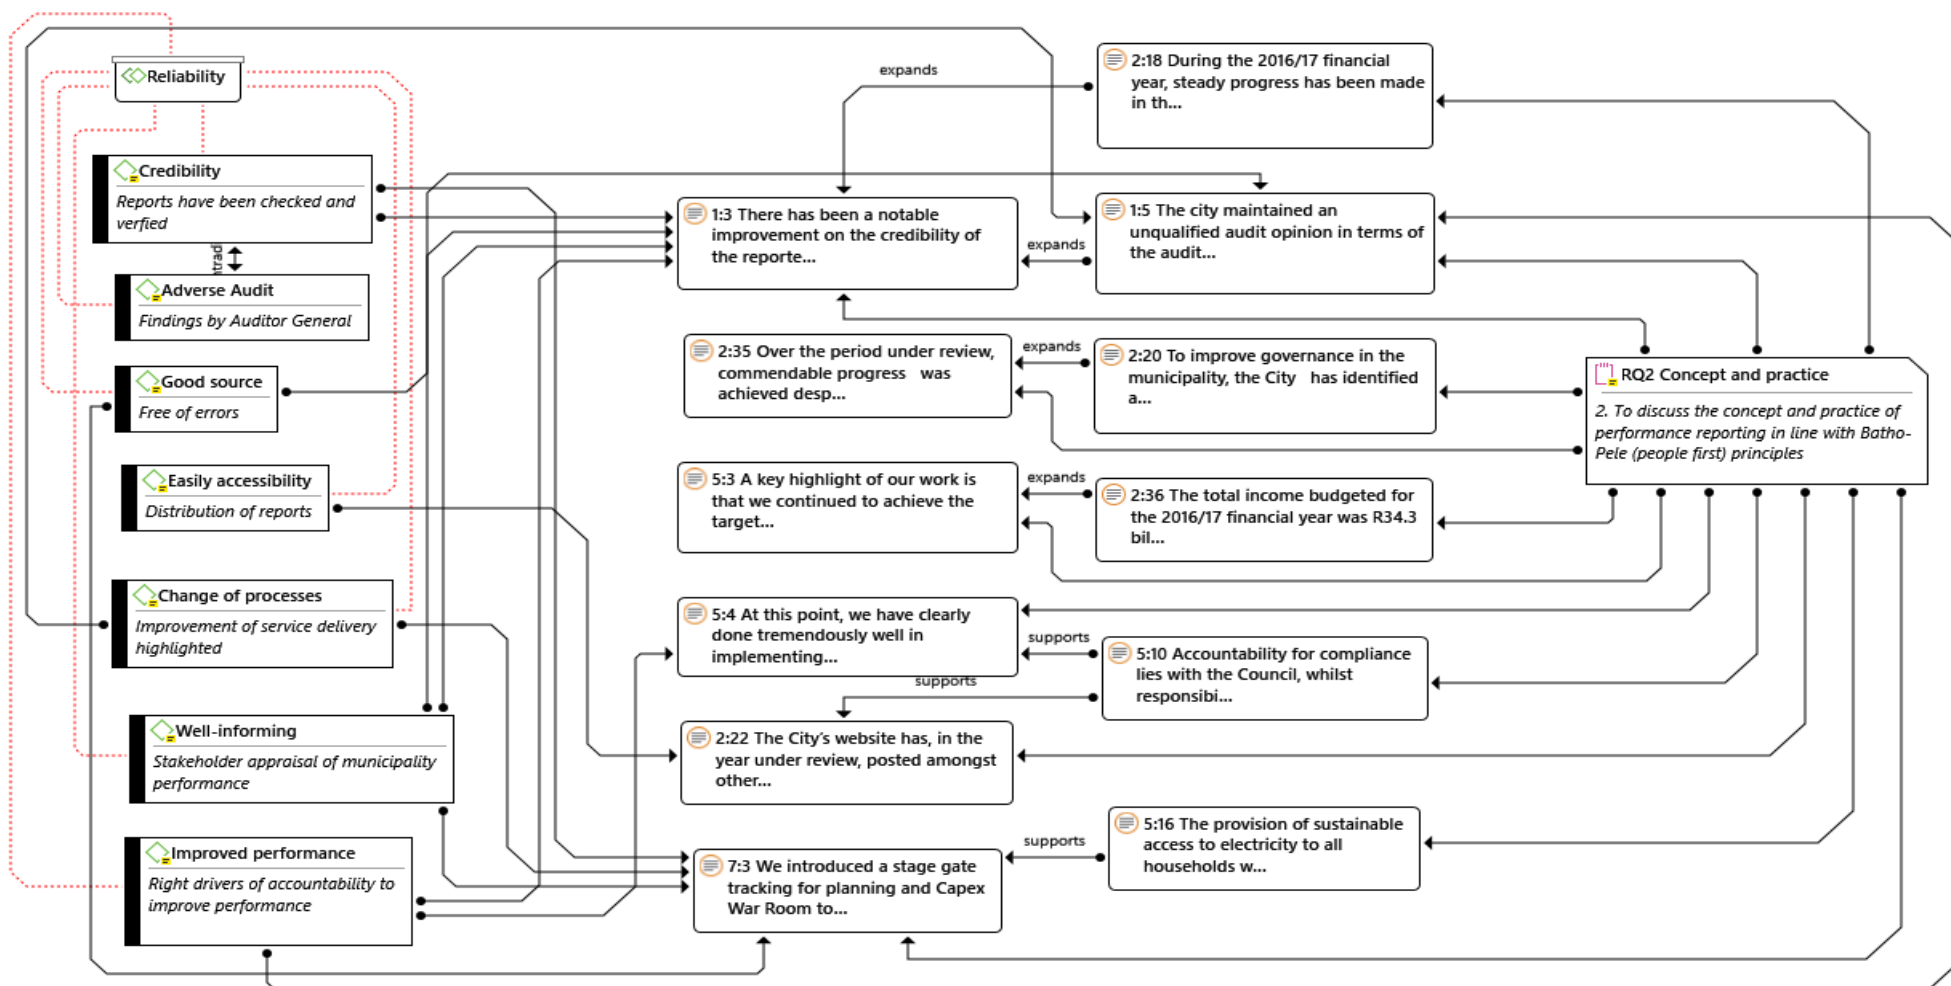 Reliability
Credibility
Reports have been checked and
verfied
Adverse Audit
Findings by Auditor General
Good source
Free of errors
Easily accessibility
Distribution of reports
Change of processes
Improvement of service delivery
highlighted
Well-informing
Stakeholder appraisal of municipality
performance
Improved performance
Right drivers of accountability to
improve performance
expands
2:18 During the 2016/17 financial
year, steady progress has been made
in th...
1:3 There has been a notable
improvement on the credibility of
the reporte...
expands
1:5 The city maintained an
unqualified audit opinion in terms of
the audit...
2:35 Over the period under review,
commendable progress was
achieved desp...
expands
2:20 To improve governance in the
municipality, the City has identified
a...
5:3 A key highlight of our work is
that we continued to achieve the
target...
expands
2:36 The total income budgeted for
the 2016/17 financial year was R34.3
bil...
5:4 At this point, we have clearly
done tremendously well in
implementing...
supports
5:10 Accountability for compliance
lies with the Council, whilst
responsibi...
supports
2:22 The City's website has, in the
year under review, posted amongst
other...
7:3 We introduced a stage gate
tracking for planning and Capex
War Room to...
supports
5:16 The provision of sustainable
access to electricity to all
households w...
RQ2 Concept and practice
2. To discuss the concept and practice of
performance reporting in line with Batho-
Pele (people first) principles